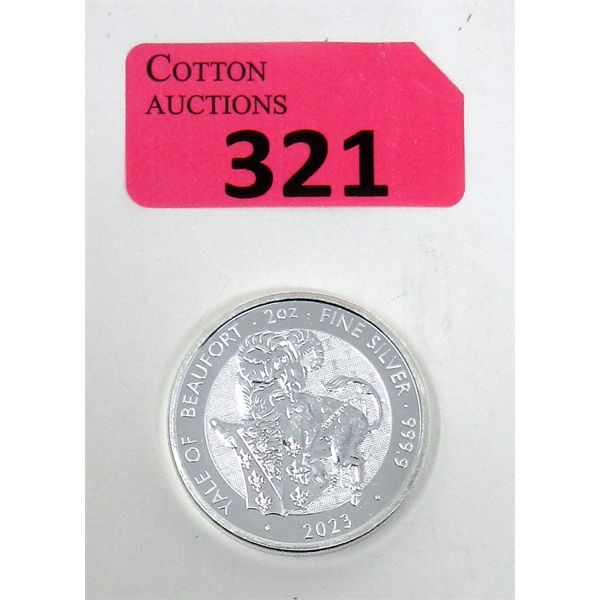 COTTON
AUCTIONS
321
YALE OF BEAUFORT · 2oz · FINE SILVER · 999.9
· 2023 ·